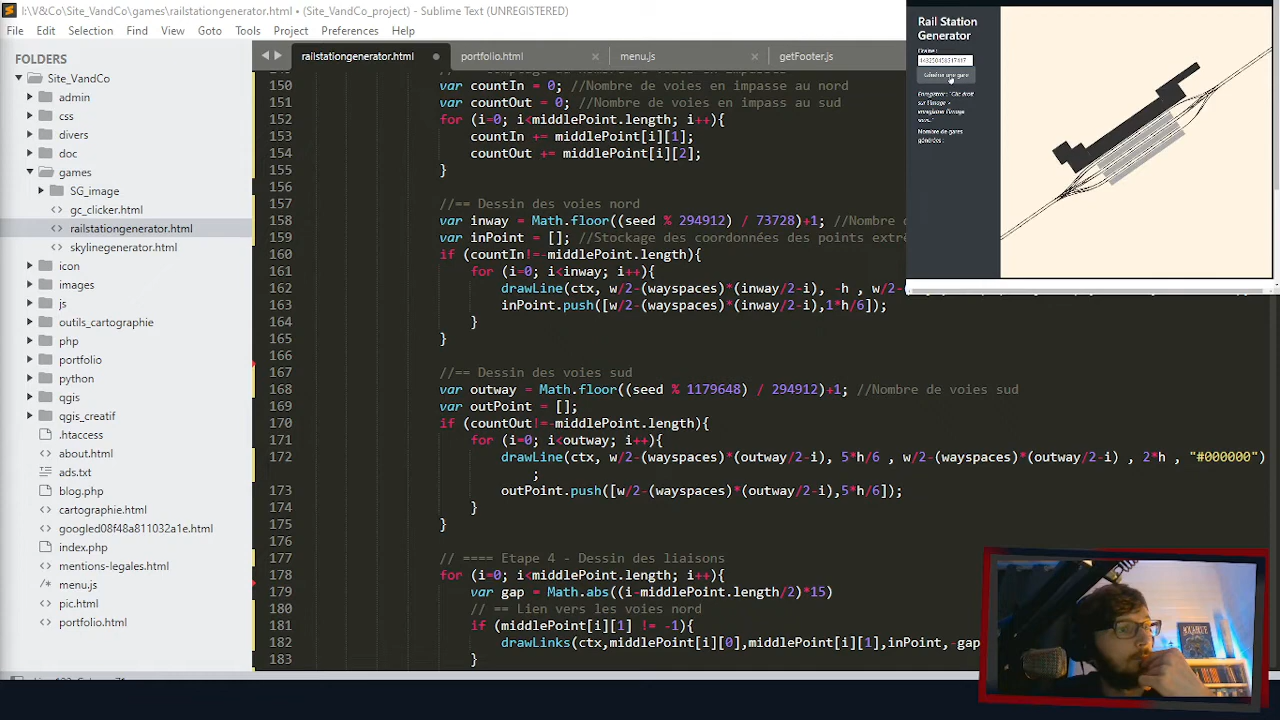 I:\V&Co\V&Co\games\railstationgenerator.html • (Site_VandCo_project) - Sublime Text (UNREGISTERED)
File Edit Selection Find View Goto Tools Project Preferences Help
FOLDERS
Site_VandCo
admin
css
divers
doc
games
SG_image
gc_clicker.html
railstationgenerator.html
skylinegenerator.html
icon
images
js
outils_cartographie
php
portfolio
python
qgis
qgis_creatif
.htaccess
about.html
ads.txt
blog.php
cartographie.html
googled08f48a811032a1e.html
index.php
mentions-legales.html
menu.js
pic.html
portfolio.html
railstationgenerator.html portfolio.html menu.js getFooter.js
150 var countIn = 0; //Nombre de voies en impasse au nord
151 var countOut = 0; //Nombre de voies en impass au sud
152 for (i=0; i<middlePoint.length; i++){
153 countIn += middlePoint[i][1];
154 countOut += middlePoint[i][2];
155 }
156
157 //== Dessin des voies nord
158 var inway = Math.floor((seed % 294912) / 73728)+1; //Nombre
159 var inPoint = []; //Stockage des coordonnées des points
160 if (countIn!=-middlePoint.length){
161 for (i=0; i<inway; i++){
162 drawLine(ctx, w/2-(wayspaces)*(inway/2-i), -h , w/2-
163 inPoint.push([w/2-(wayspaces)*(inway/2-i),1*h/6]);
164 }
165 }
166
167 //== Dessin des voies sud
168 var outway = Math.floor((seed % 1179648) / 294912)+1; //Nombre de voies sud
169 var outPoint = [];
170 if (countOut!=-middlePoint.length){
171 for (i=0; i<outway; i++){
172 drawLine(ctx, w/2-(wayspaces)*(outway/2-i), 5*h/6 , w/2-(wayspaces)*(outway/2-i) , 2*h , "#000000")
;
173 outPoint.push([w/2-(wayspaces)*(outway/2-i),5*h/6]);
174 }
175 }
176
177 // ==== Etape 4 - Dessin des liaisons
178 for (i=0; i<middlePoint.length; i++){
179 var gap = Math.abs((i-middlePoint.length/2)*15)
180 // == Lien vers les voies nord
181 if (middlePoint[i][1] != -1){
182 drawLinks(ctx,middlePoint[i][0],middlePoint[i][1],inPoint,-gap
183 }
Rail Station
Generator
Graine :
Générer une gare
Enregistrer : "Clic droit
sur l'image >
enregistrer l'image
sous..."
Nombre de gares
générées :